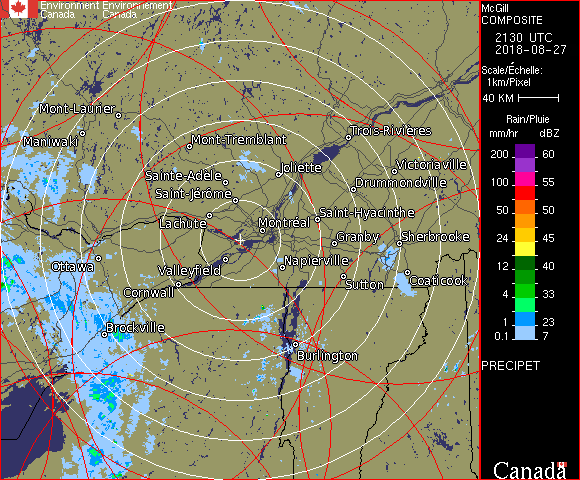 Environment Environnement
Canada Canada
McGill
COMPOSITE
2130 UTC
2018-08-27
Scale/Échelle:
1km/Pixel
40 KM
Rain/Pluie
mm/hr dBZ
200 60
100 55
50 50
24 45
12 40
4 33
1 23
0.1 7
PRECIPET
Canada
Mont-Laurier
Maniwaki
Mont-Tremblant
Trois-Rivières
Sainte-Adèle
Joliette
Victoriaville
Saint-Jérôme
Drummondville
Lachute
Montréal
Saint-Hyacinthe
Granby
Sherbrooke
Ottawa
Valleyfield
Napierville
Cornwall
Sutton
Coaticook
Brockville
Burlington